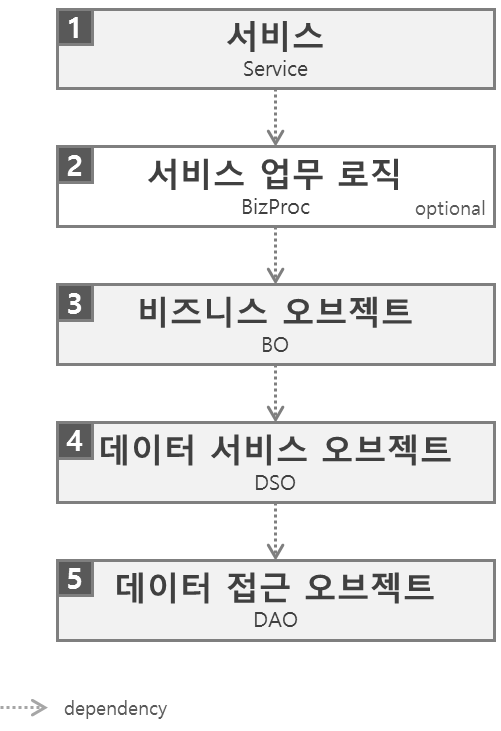 1
서비스
Service
2
서비스 업무 로직
BizProc
optional
3
비즈니스 오브젝트
BO
4
데이터 서비스 오브젝트
DSO
5
데이터 접근 오브젝트
DAO
dependency